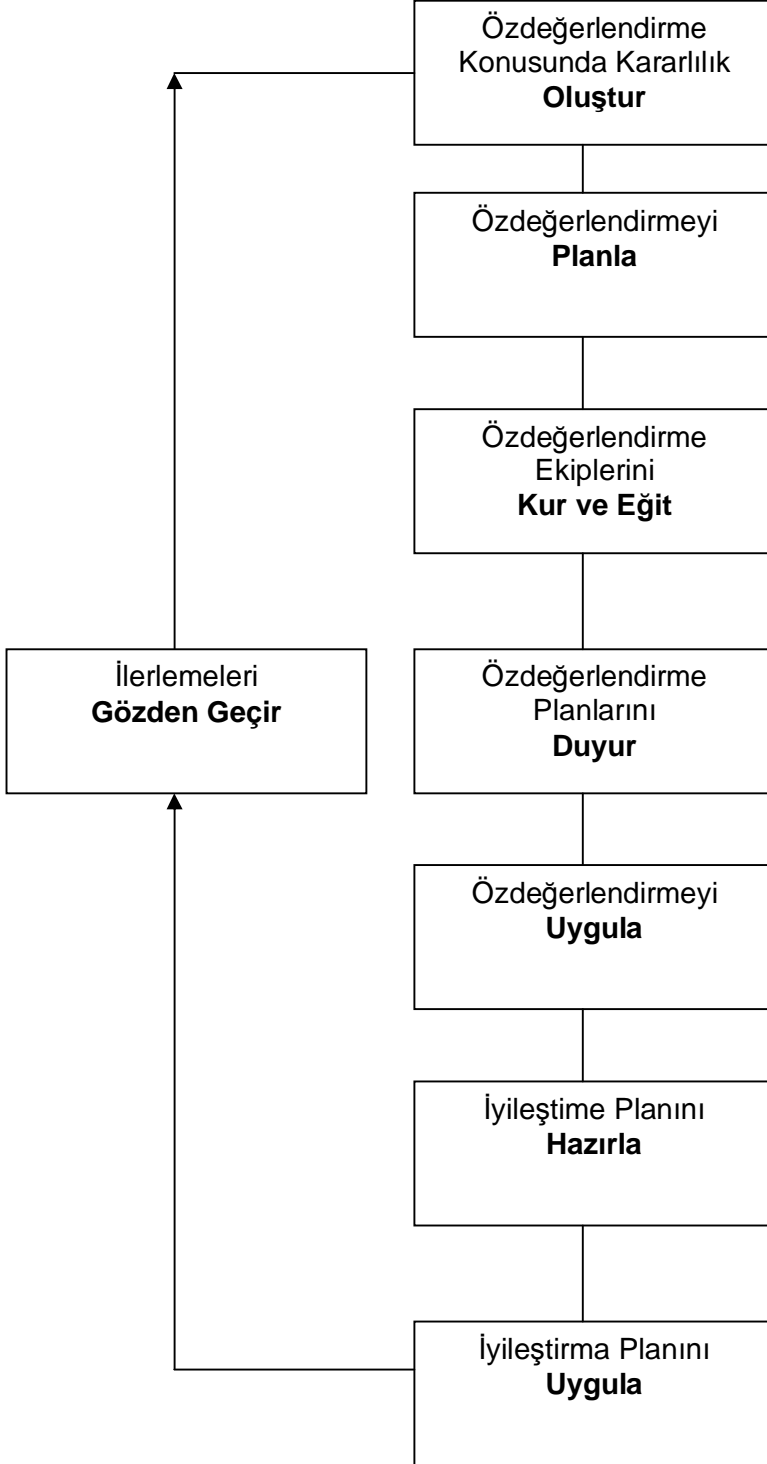 Özdeğerlendirme
Konusunda Kararlılık
Oluştur
Özdeğerlendirmeyi
Planla
Özdeğerlendirme
Ekiplerini
Kur ve Eğit
İlerlemeleri
Gözden Geçir
Özdeğerlendirme
Planlarını
Duyur
Özdeğerlendirmeyi
Uygula
İyileştime Planını
Hazırla
İyileştirma Planını
Uygula